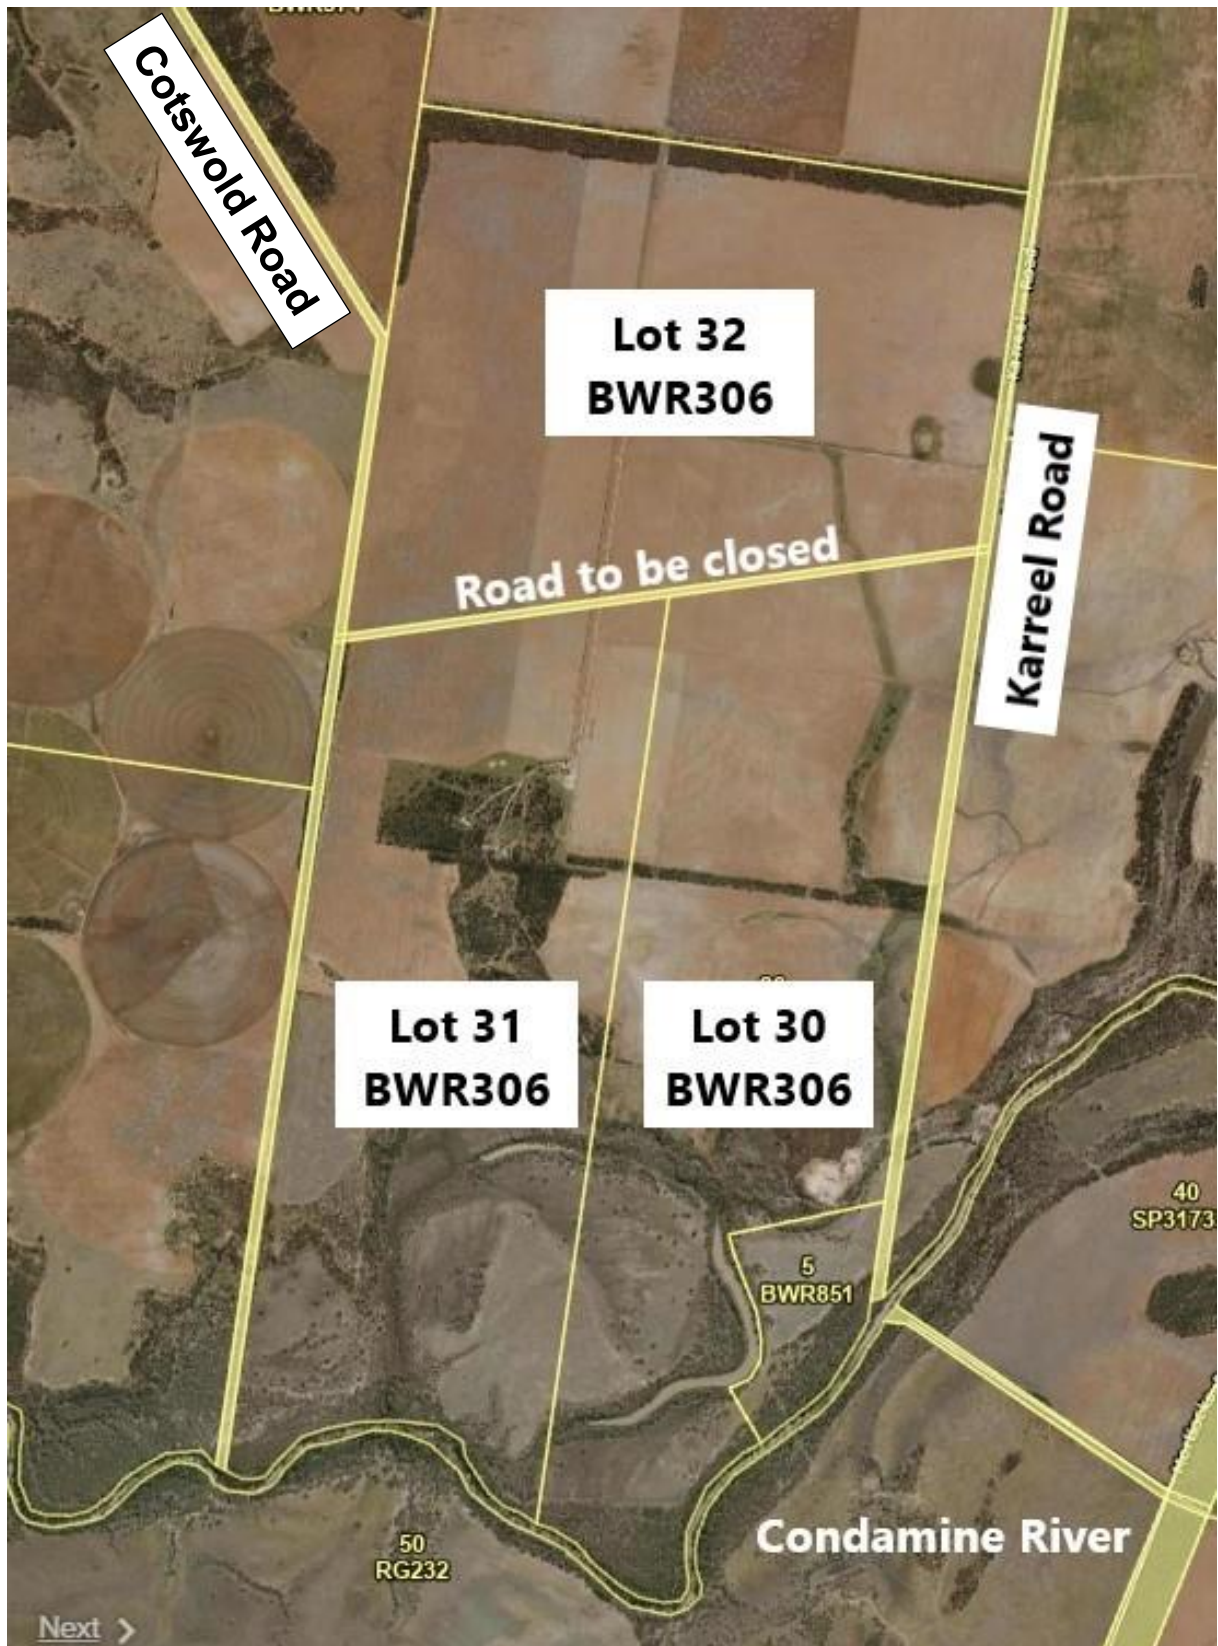 Cotswold Road
Lot 32
BWR306
Road to be closed
Karreel Road
Lot 31
BWR306
Lot 30
BWR306
40
SP3173
5
BWR851
Condamine River
50
RG232
Next